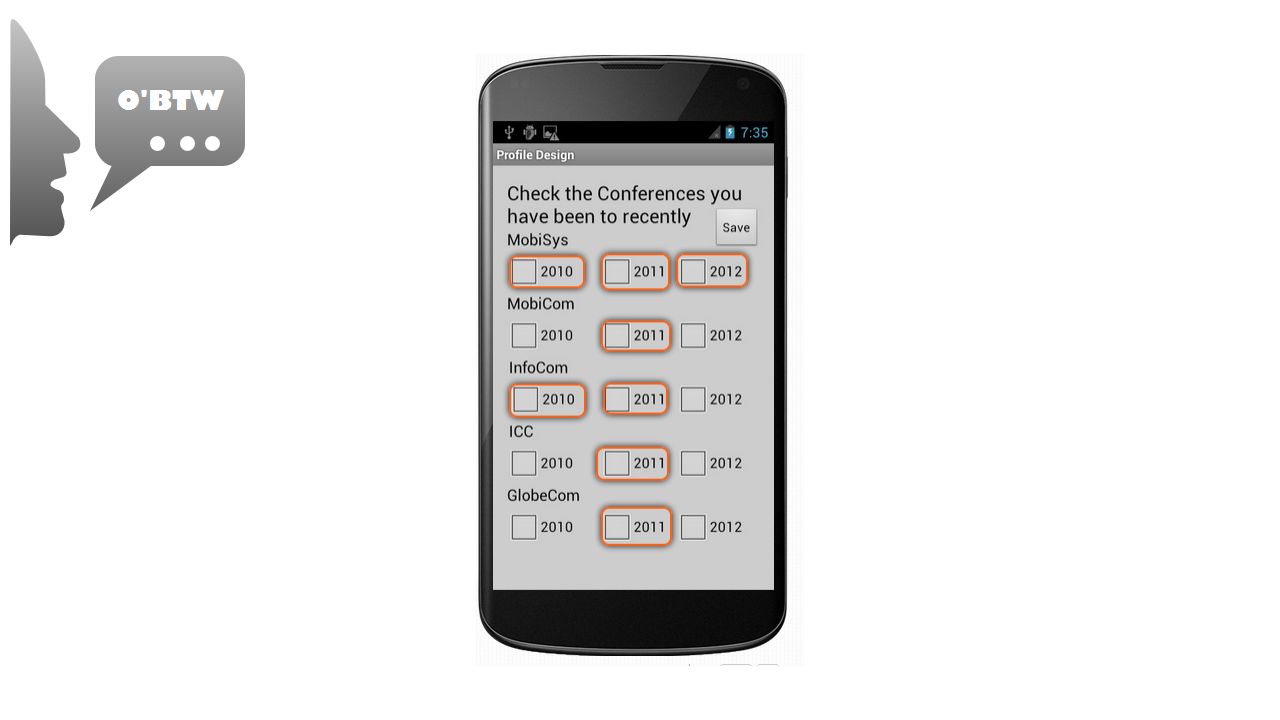 O'BTW
7:35
Profile Design
Check the Conferences you
have been to recently
Save
MobiSys
2010 2011 2012
MobiCom
2010 2011 2012
InfoCom
2010 2011 2012
ICC
2010 2011 2012
GlobeCom
2010 2011 2012